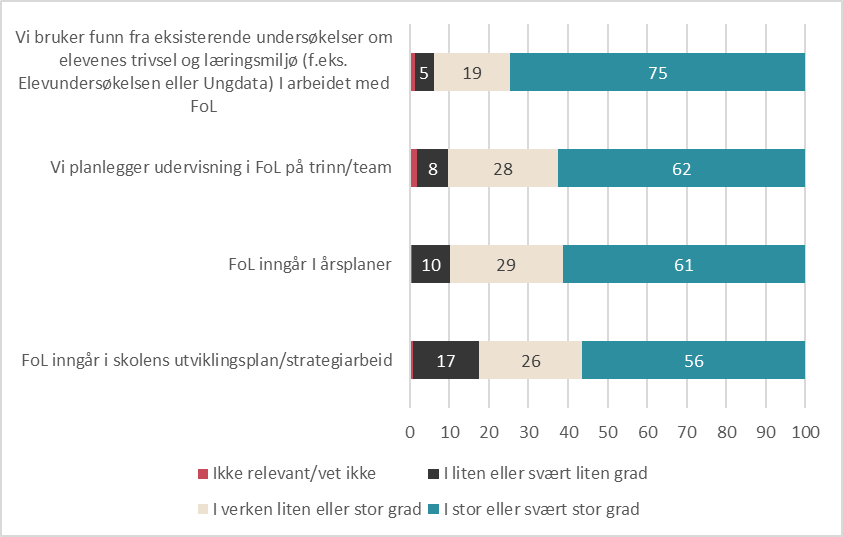 Vi bruker funn fra eksisterende undersøkelser om
elevenes trivsel og læringsmiljø (f.eks.
Elevundersøkelsen eller Ungdata) I arbeidet med
FoL
5 19 75
Vi planlegger udervisning i FoL på trinn/team
8 28 62
FoL inngår I årsplaner
10 29 61
FoL inngår i skolens utviklingsplan/strategiarbeid
17 26 56
0 10 20 30 40 50 60 70 80 90 100
Ikke relevant/vet ikke I liten eller svært liten grad
I verken liten eller stor grad I stor eller svært stor grad